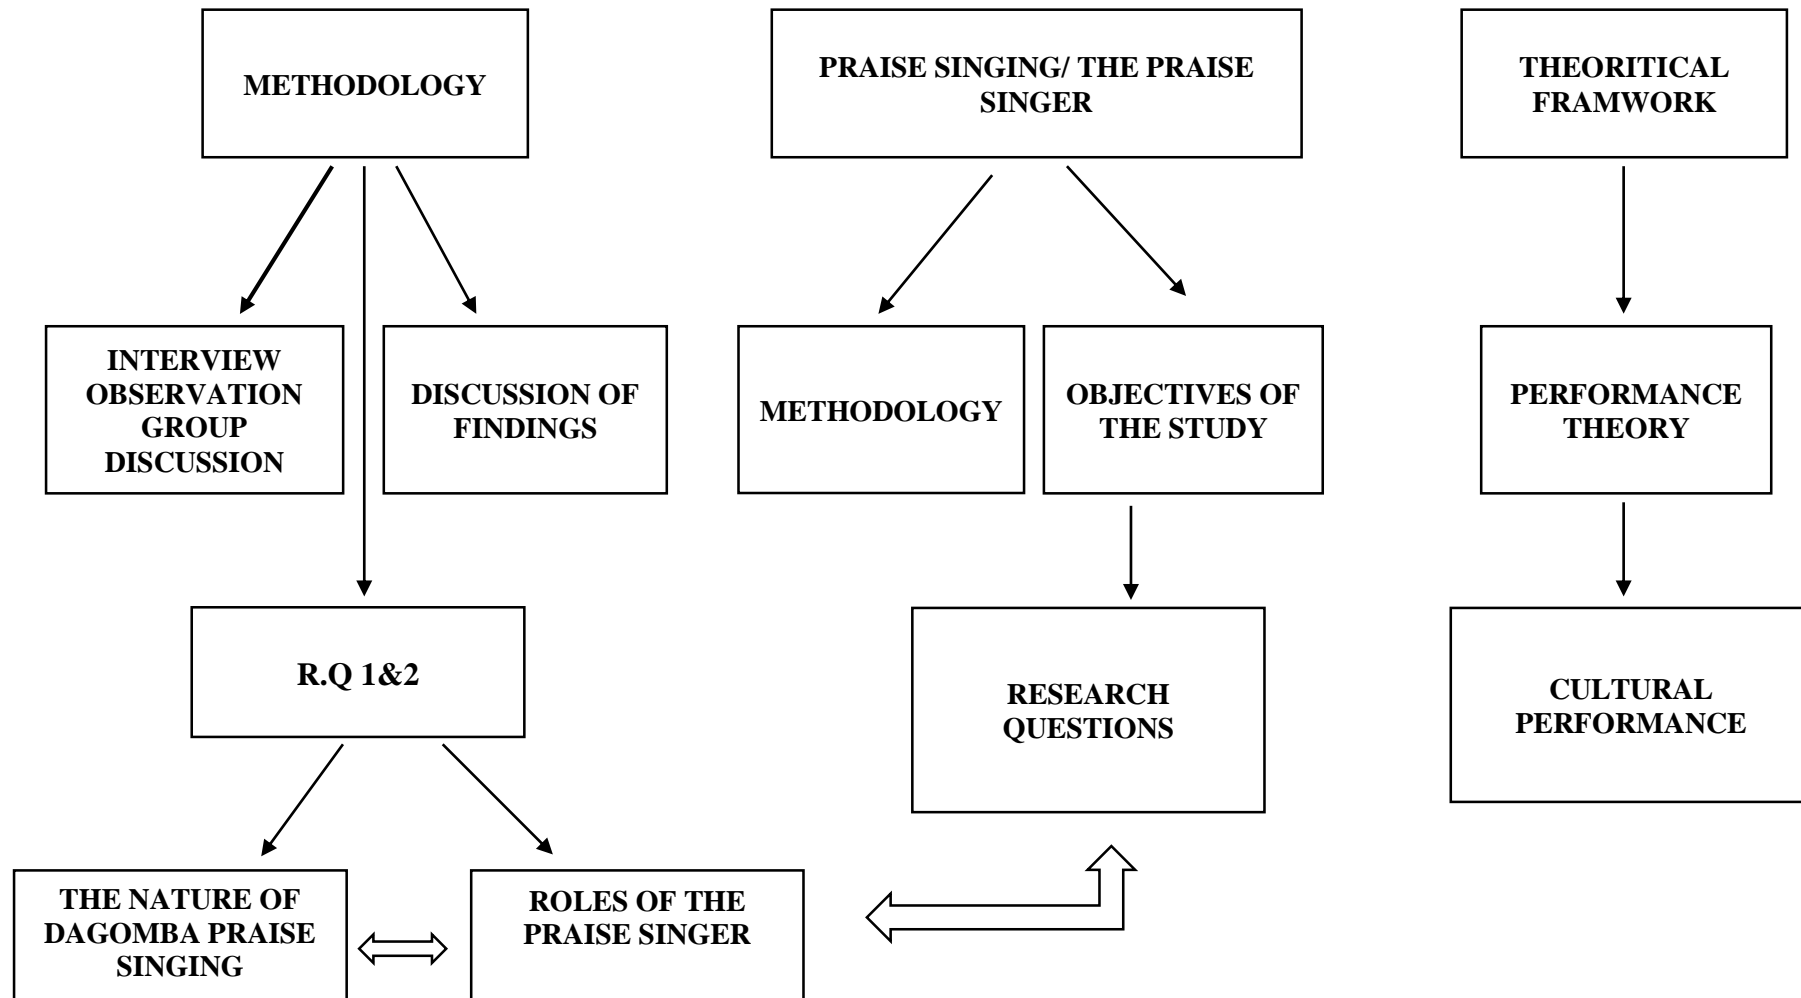 METHODOLOGY
PRAISE SINGING/ THE PRAISE
SINGER
THEORITICAL
FRAMWORK
INTERVIEW
OBSERVATION
GROUP
DISCUSSION
DISCUSSION OF
FINDINGS
METHODOLOGY
OBJECTIVES OF
THE STUDY
PERFORMANCE
THEORY
R.Q 1&2
RESEARCH
QUESTIONS
CULTURAL
PERFORMANCE
THE NATURE OF
DAGOMBA PRAISE
SINGING
ROLES OF THE
PRAISE SINGER